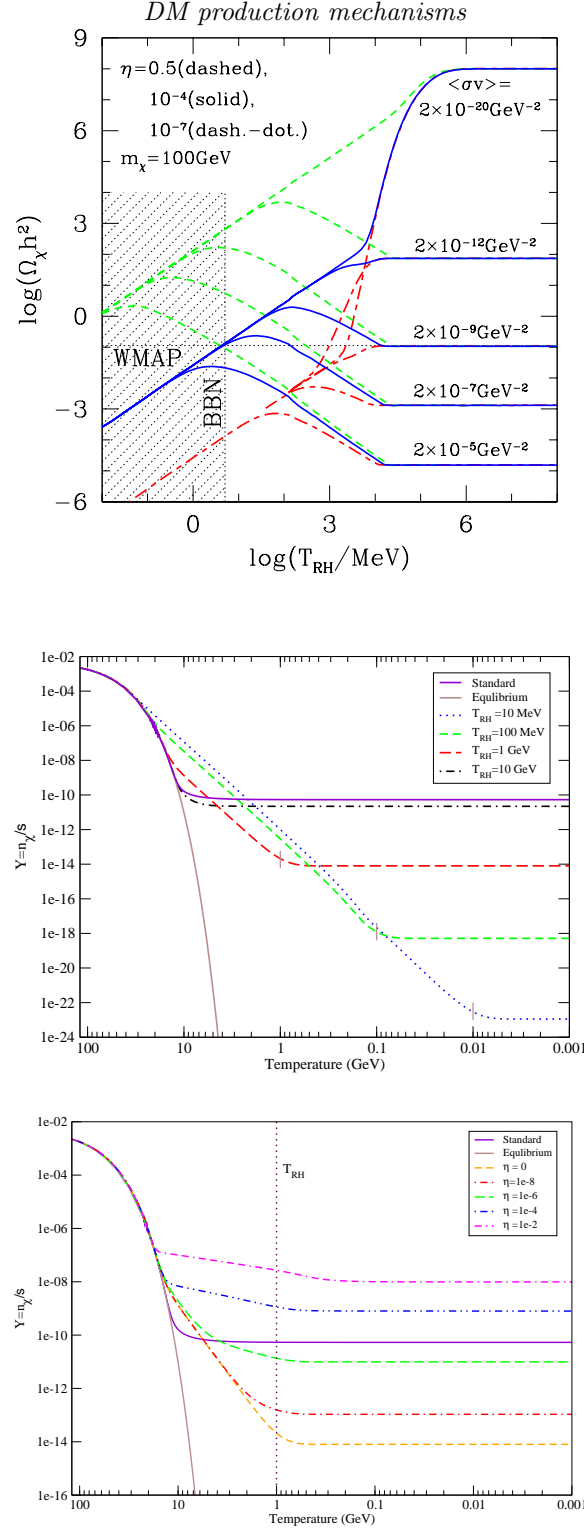 DM production mechanisms
η=0.5(dashed),
10⁻⁴(solid),
10⁻⁷(dash.−dot.)
m_χ=100GeV
<σv>=
2×10⁻²⁰GeV⁻²
2×10⁻¹²GeV⁻²
2×10⁻⁹GeV⁻²
2×10⁻⁷GeV⁻²
2×10⁻⁵GeV⁻²
WMAP
BBN
9
6
3
0
−3
−6
log(Ω_χh²)
0
3
6
log(T_RH/MeV)
1e-02
1e-04
1e-06
1e-08
1e-10
1e-12
1e-14
1e-16
1e-18
1e-20
1e-22
1e-24
Y=n_χ/s
Standard
Equlibrium
T_RH =10 MeV
T_RH=100 MeV
T_RH=1 GeV
T_RH=10 GeV
100
10
1
0.1
0.01
0.001
Temperature (GeV)
1e-02
1e-04
1e-06
1e-08
1e-10
1e-12
1e-14
1e-16
Y=n_χ/s
T_RH
Standard
Equlibrium
η = 0
η=1e-8
η=1e-6
η=1e-4
η=1e-2
100
10
1
0.1
0.01
0.001
Temperature (GeV)